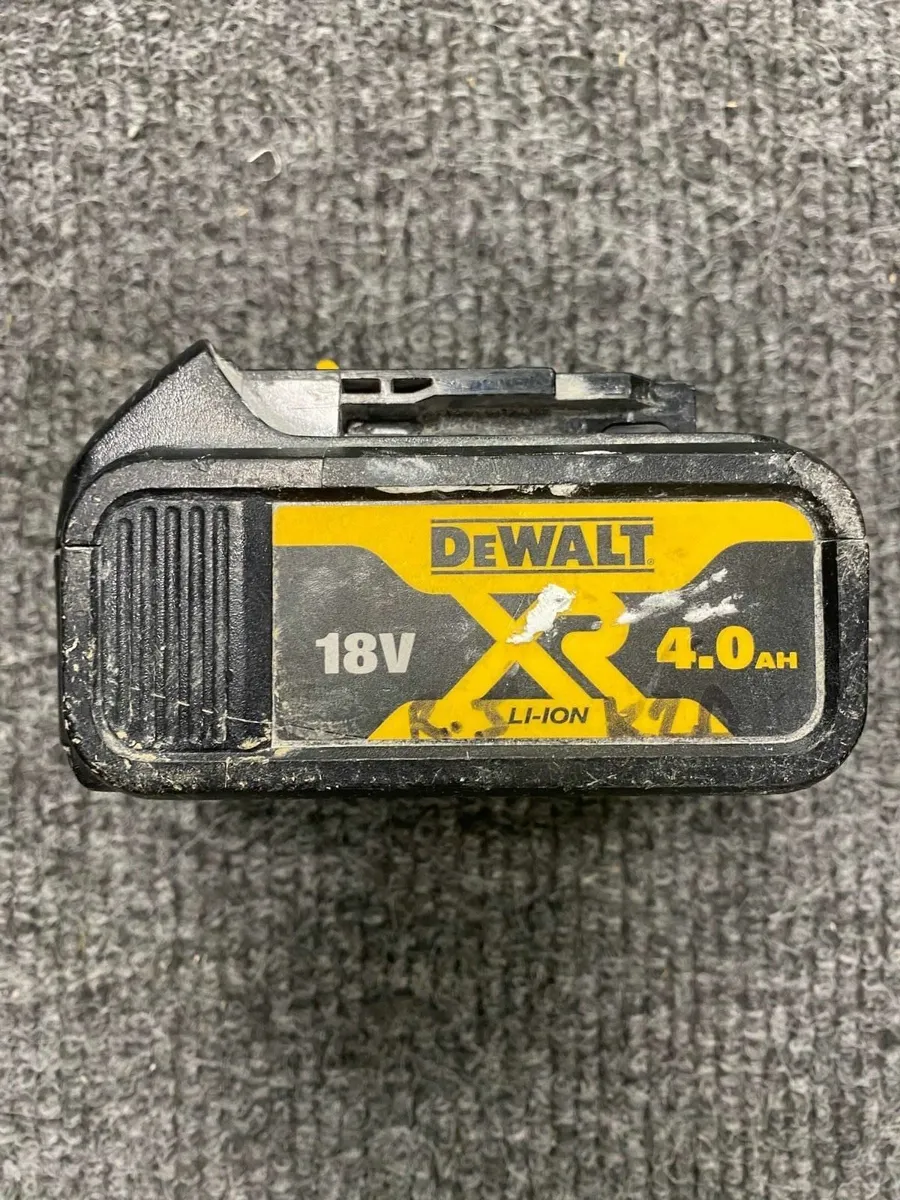 DEWALT
XR
18V
4.0AH
LI-ION